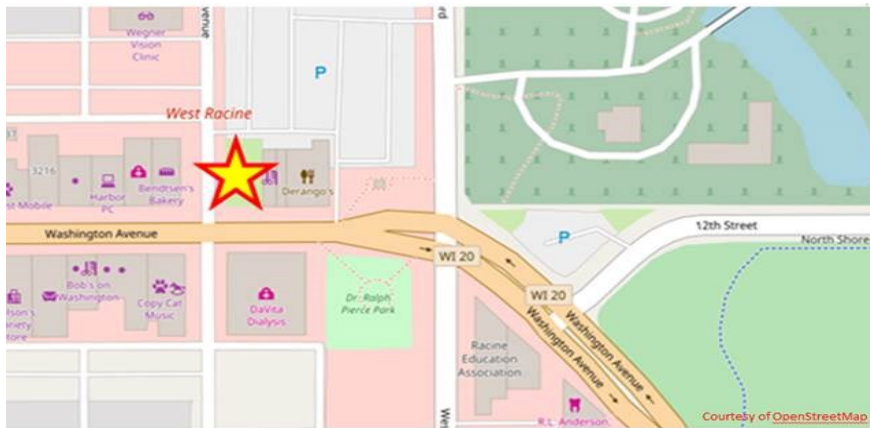 Wegner
Vision
Clinic
Avenue
P
West Racine
3216
Harbor
PC
Bendtsen's
Bakery
Derango's
Mobile
Washington Avenue
WI 20
P
12th Street
North Shore
Bob's on
Washington
Copy Cat
Music
DaVita
Dialysis
Dr. Ralph
Pierce Park
WI 20
Washington Avenue
Washington Avenue
Racine
Education
Association
R.L. Anderson
Courtesy of OpenStreetMap